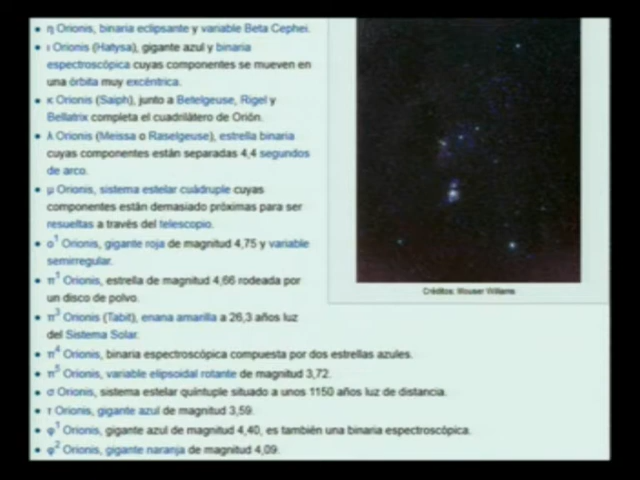 • η Orionis, binaria eclipsante y variable Beta Cephei.
• ι Orionis (Hatysa), gigante azul y binaria
espectroscópica cuyas componentes se mueven en
una órbita muy excéntrica.
• κ Orionis (Saiph), junto a Betelgeuse, Rigel y
Bellatrix completa el cuadrilátero de Orión.
• λ Orionis (Meissa o Raselgeuse), estrella binaria
cuyas componentes están separadas 4,4 segundos
de arco.
• μ Orionis, sistema estelar cuádruple cuyas
componentes están demasiado próximas para ser
resueltas a través del telescopio.
• ο¹ Orionis, gigante roja de magnitud 4,75 y variable
semirregular.
• π¹ Orionis, estrella de magnitud 4,66 rodeada por
un disco de polvo.
• π³ Orionis (Tabit), enana amarilla a 26,3 años luz
del Sistema Solar.
• π⁴ Orionis, binaria espectroscópica compuesta por dos estrellas azules.
• π⁵ Orionis, variable elipsoidal rotante de magnitud 3,72.
• σ Orionis, sistema estelar quíntuple situado a unos 1150 años luz de distancia.
• τ Orionis, gigante azul de magnitud 3,59.
• φ¹ Orionis, gigante azul de magnitud 4,40, es también una binaria espectroscópica.
• φ² Orionis, gigante naranja de magnitud 4,09.
Créditos: Mouser Williams